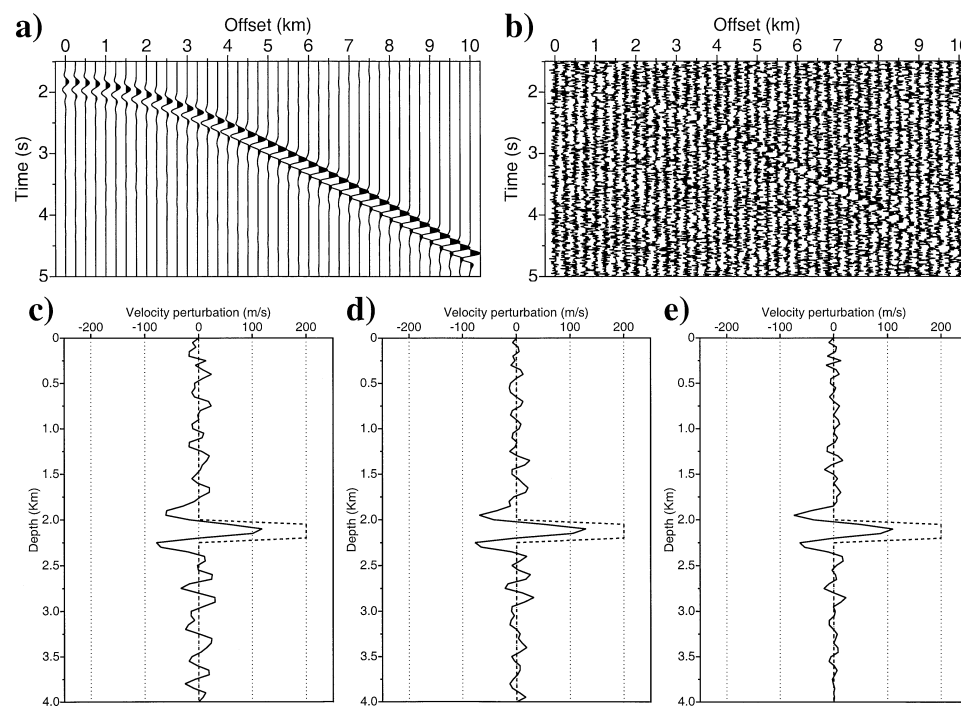 a)
Offset (km)
0 1 2 3 4 5 6 7 8 9 10
Time (s)
2
3
4
5
b)
Offset (km)
0 1 2 3 4 5 6 7 8 9 10
Time (s)
2
3
4
5
c)
Velocity perturbation (m/s)
-200 -100 0 100 200
Depth (Km)
0
0.5
1.0
1.5
2.0
2.5
3.0
3.5
4.0
d)
Velocity perturbation (m/s)
-200 -100 0 100 200
Depth (Km)
0
0.5
1.0
1.5
2.0
2.5
3.0
3.5
4.0
e)
Velocity perturbation (m/s)
-200 -100 0 100 200
Depth (Km)
0
0.5
1.0
1.5
2.0
2.5
3.0
3.5
4.0